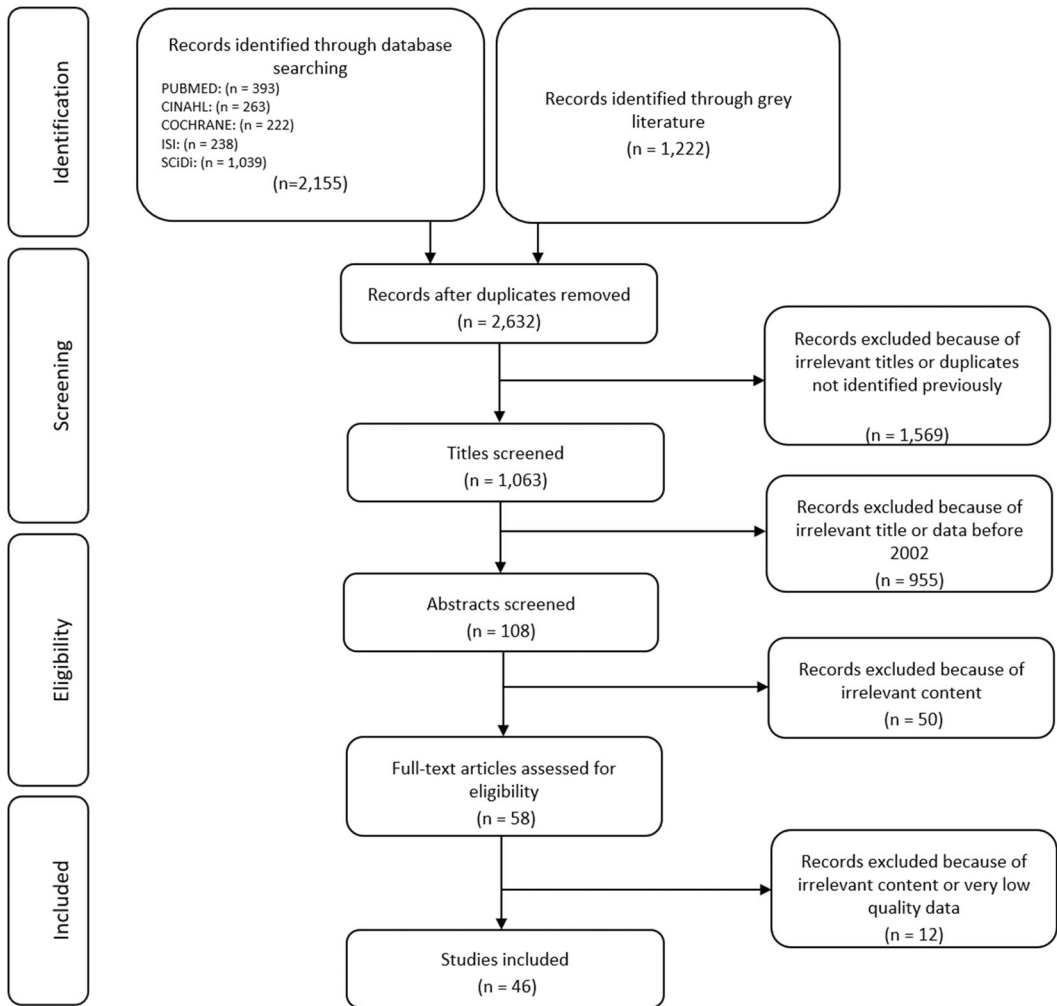 Identification
Records identified through database
searching
PUBMED: (n = 393)
CINAHL: (n = 263)
COCHRANE: (n = 222)
ISI: (n = 238)
SCiDi: (n = 1,039)
(n=2,155)
Records identified through grey
literature
(n = 1,222)
Screening
Records after duplicates removed
(n = 2,632)
Records excluded because of
irrelevant titles or duplicates
not identified previously
(n = 1,569)
Titles screened
(n = 1,063)
Records excluded because of
irrelevant title or data before
2002
(n = 955)
Eligibility
Abstracts screened
(n = 108)
Records excluded because of
irrelevant content
(n = 50)
Full-text articles assessed for
eligibility
(n = 58)
Included
Records excluded because of
irrelevant content or very low
quality data
(n = 12)
Studies included
(n = 46)